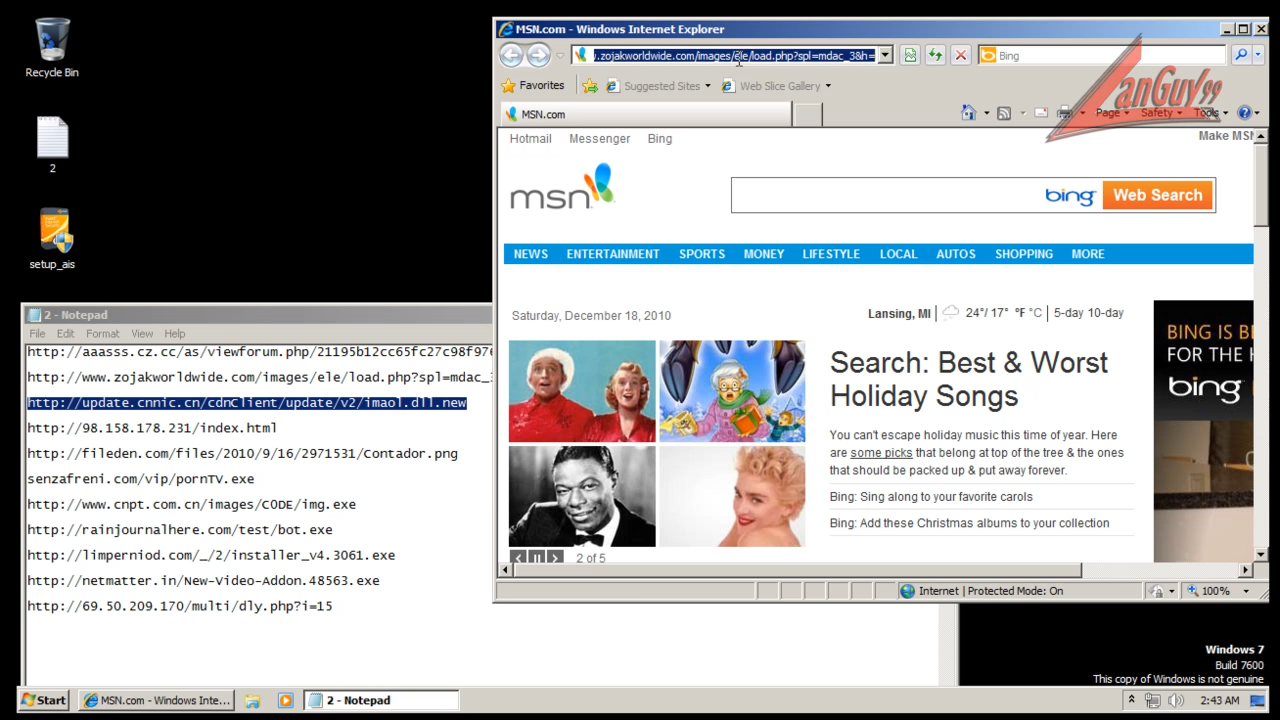 Recycle Bin
2
setup_ais
MSN.com - Windows Internet Explorer
.zojakworldwide.com/images/ele/load.php?spl=mdac_3&h=
Bing
Favorites
Suggested Sites
Web Slice Gallery
anGuy99
MSN.com
Page
Safety
Tools
Hotmail
Messenger
Bing
Make MSN
msn
bing
Web Search
NEWS
ENTERTAINMENT
SPORTS
MONEY
LIFESTYLE
LOCAL
AUTOS
SHOPPING
MORE
Saturday, December 18, 2010
Lansing, MI
24°/ 17° °F °C
5-day 10-day
Search: Best & Worst
Holiday Songs
You can't escape holiday music this time of year. Here
are some picks that belong at top of the tree & the ones
that should be packed up & put away forever.
Bing: Sing along to your favorite carols
Bing: Add these Christmas albums to your collection
2 of 5
BING IS B
FOR THE
bing
Internet | Protected Mode: On
100%
2 - Notepad
File Edit Format View Help
http://aaasss.cz.cc/as/viewforum.php/21195b12cc65fc27c98f976
http://www.zojakworldwide.com/images/ele/load.php?spl=mdac_3
http://update.cnnic.cn/cdnClient/update/v2/imaol.dll.new
http://98.158.178.231/index.html
http://fileden.com/files/2010/9/16/2971531/Contador.png
senzafreni.com/vip/pornTv.exe
http://www.cnpt.com.cn/images/CODE/img.exe
http://rainjournalhere.com/test/bot.exe
http://limperniod.com/_/2/installer_v4.3061.exe
http://netmatter.in/New-Video-Addon.48563.exe
http://69.50.209.170/multi/dly.php?i=15
Windows 7
Build 7600
This copy of Windows is not genuine
Start
MSN.com - Windows Inte...
2 - Notepad
2:43 AM